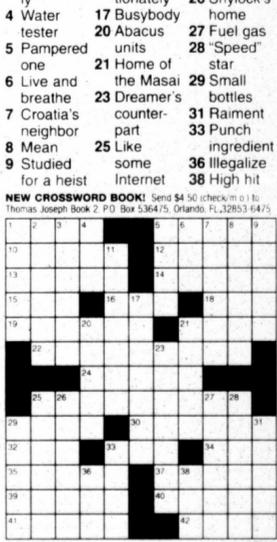 ly
tionately
26 Shylock's
4 Water
tester
5 Pampered
one
6 Live and
breathe
7 Croatia's
neighbor
8 Mean
9 Studied
for a heist
17 Busybody
20 Abacus
units
21 Home of
the Masai
23 Dreamer's
counter-
part
25 Like
some
Internet
home
27 Fuel gas
28 "Speed"
star
29 Small
bottles
31 Raiment
33 Punch
ingredient
36 Illegalize
38 High hit
NEW CROSSWORD BOOK! Send $4.50 (check/m.o.) to
Thomas Joseph Book 2, P.O. Box 536475, Orlando, FL 32853-6475
1 2 3 4 5 6 7 8 9
10 11 12
13 14
15 16 17 18
19 20 21
22 23
24
25 26 27 28
29 30 31
32 33 34
35 36 37 38
39 40
41 42